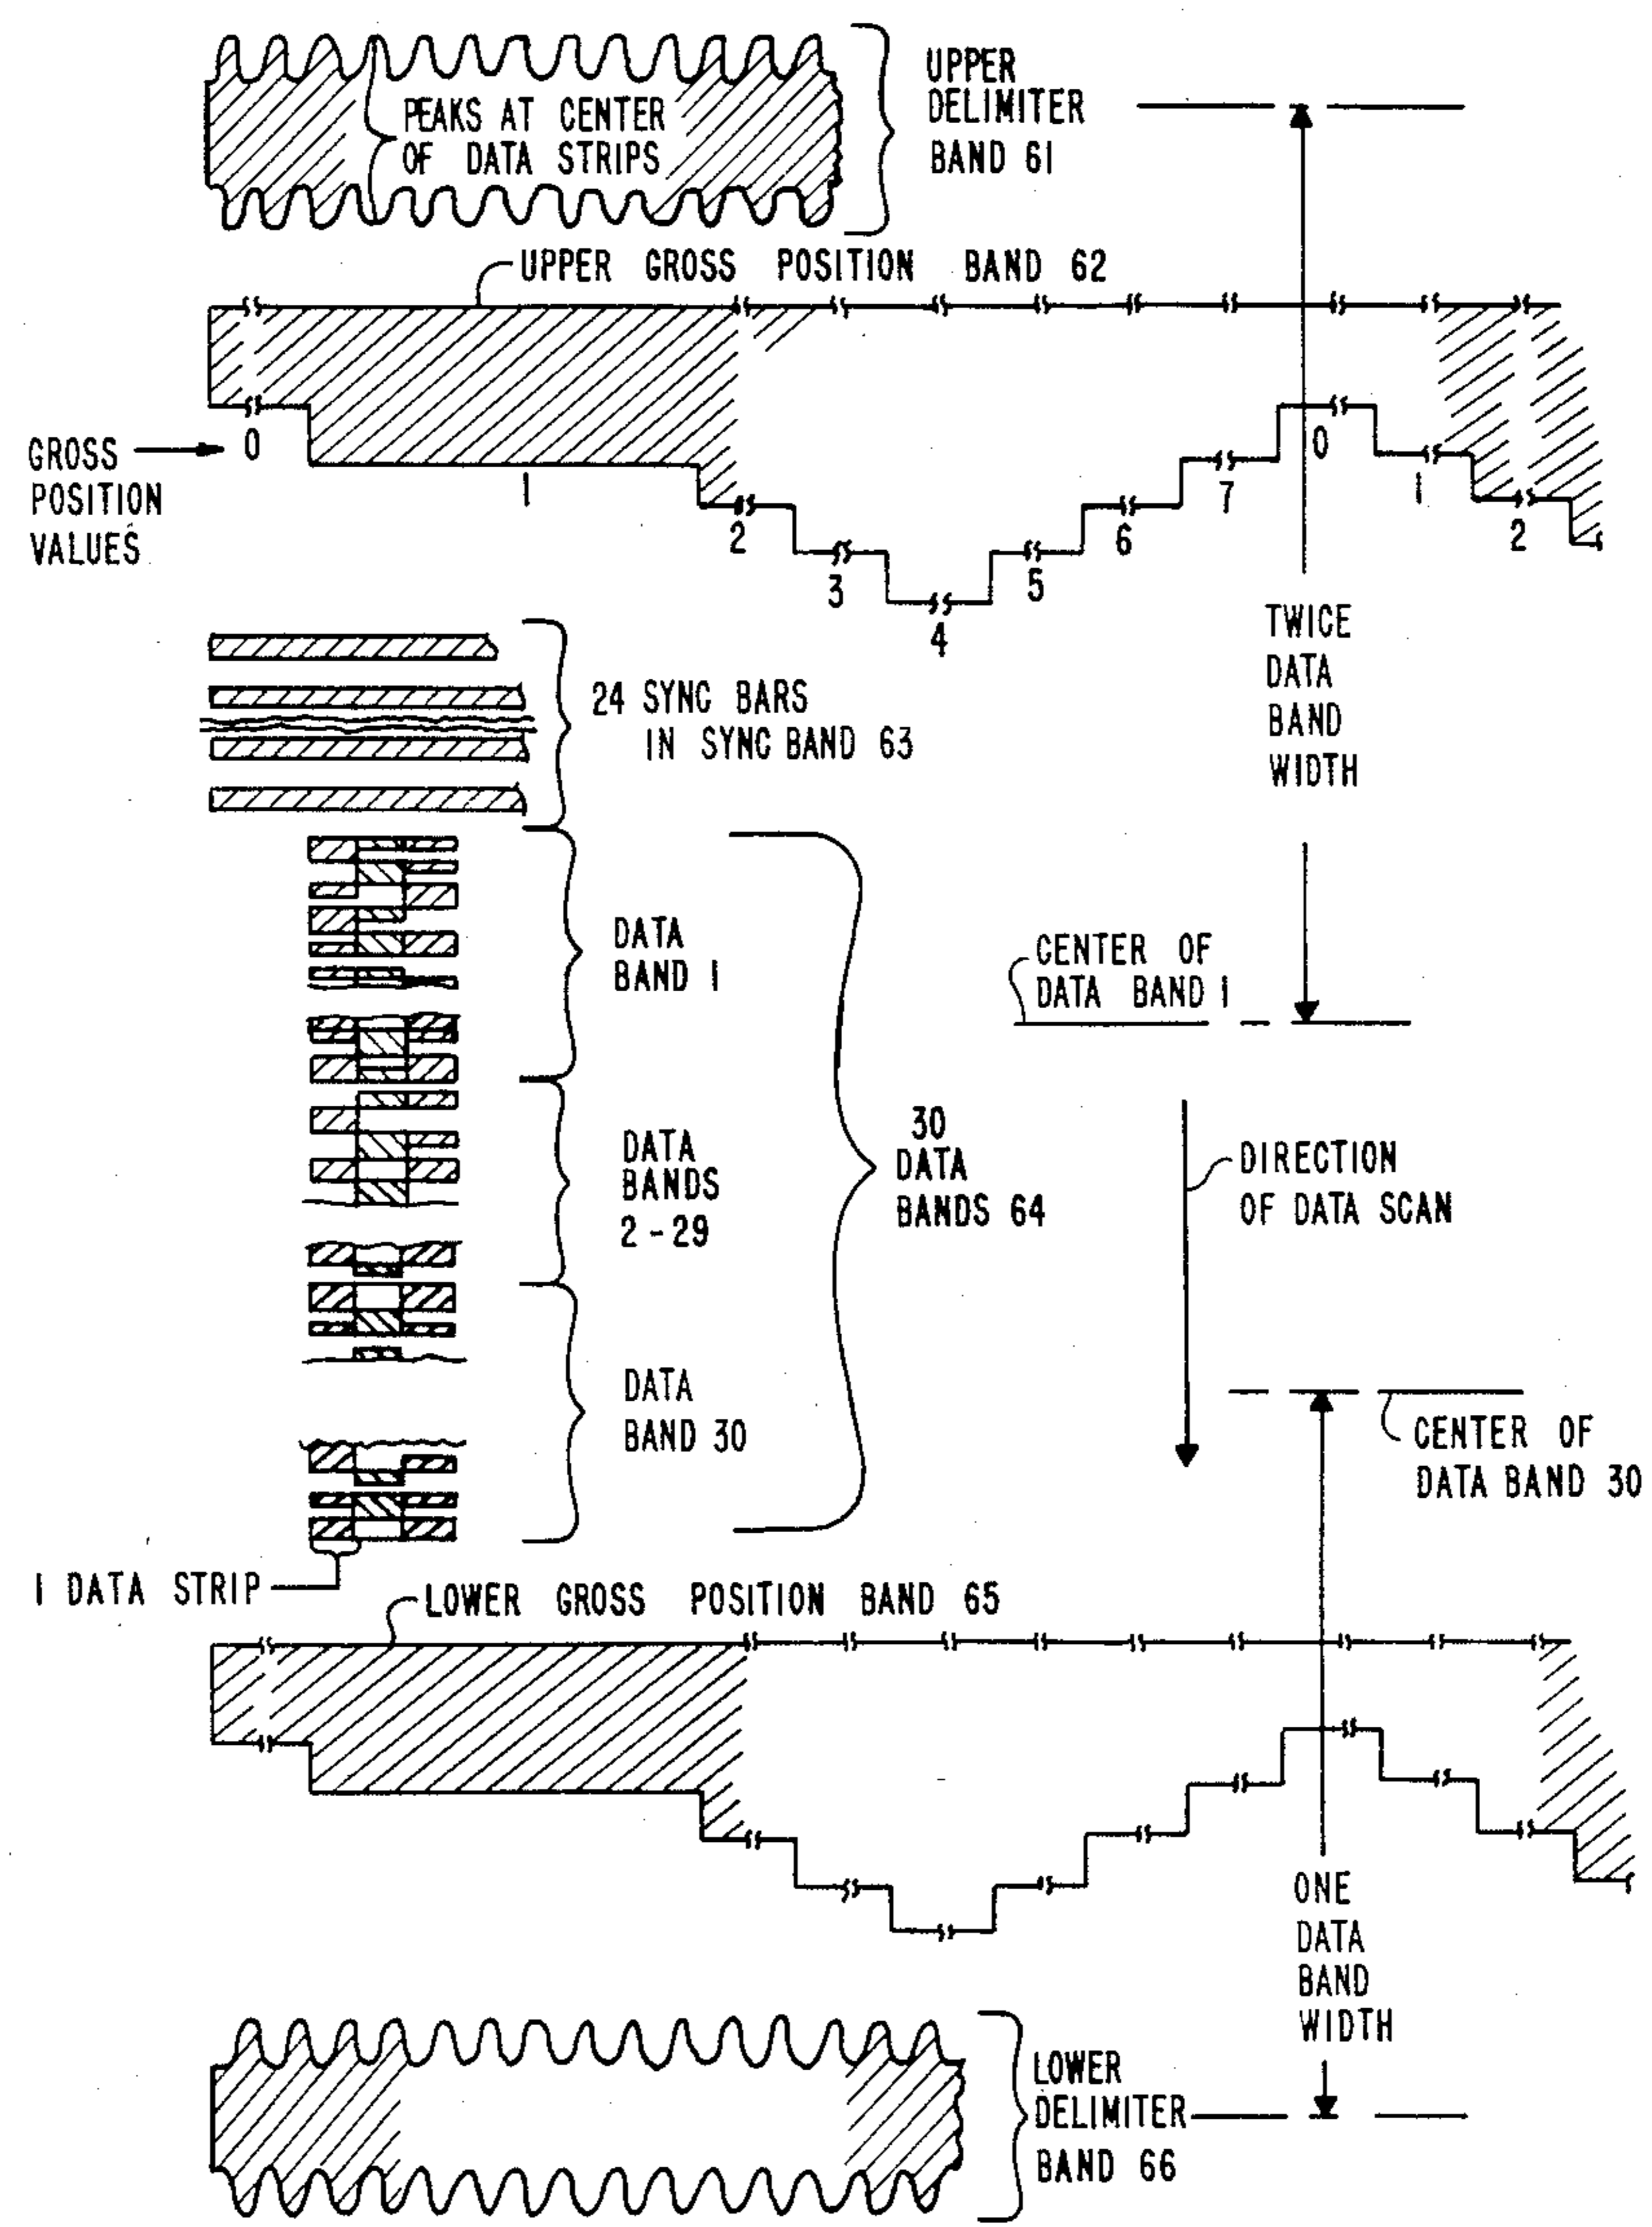 UPPER
DELIMITER
BAND 61
PEAKS AT CENTER
OF DATA STRIPS
UPPER GROSS POSITION BAND 62
GROSS
POSITION
VALUES
0
1
2
3
4
5
6
7
0
1
2
TWICE
DATA
BAND
WIDTH
24 SYNC BARS
IN SYNC BAND 63
DATA
BAND 1
CENTER OF
DATA BAND 1
DATA
BANDS
2-29
30
DATA
BANDS 64
DIRECTION
OF DATA SCAN
DATA
BAND 30
CENTER OF
DATA BAND 30
1 DATA STRIP
LOWER GROSS POSITION BAND 65
ONE
DATA
BAND
WIDTH
LOWER
DELIMITER
BAND 66